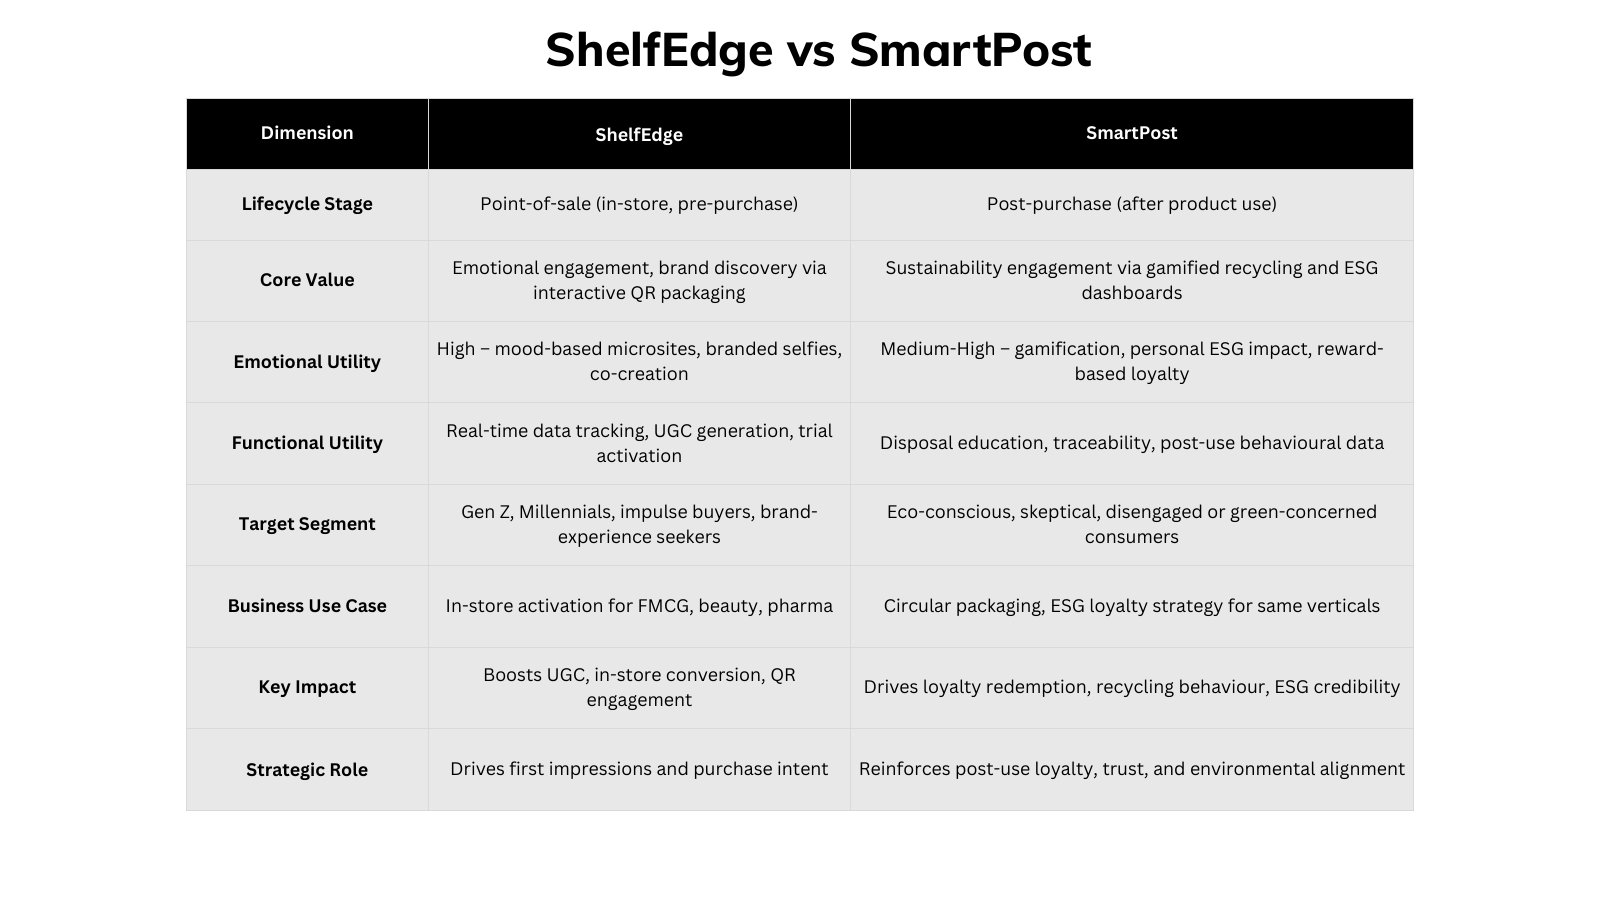 ShelfEdge vs SmartPost
Dimension
ShelfEdge
SmartPost
Lifecycle Stage
Point-of-sale (in-store, pre-purchase)
Post-purchase (after product use)
Core Value
Emotional engagement, brand discovery via
interactive QR packaging
Sustainability engagement via gamified recycling and ESG
dashboards
Emotional Utility
High – mood-based microsites, branded selfies,
co-creation
Medium-High – gamification, personal ESG impact, reward-
based loyalty
Functional Utility
Real-time data tracking, UGC generation, trial
activation
Disposal education, traceability, post-use behavioural data
Target Segment
Gen Z, Millennials, impulse buyers, brand-
experience seekers
Eco-conscious, skeptical, disengaged or green-concerned
consumers
Business Use Case
In-store activation for FMCG, beauty, pharma
Circular packaging, ESG loyalty strategy for same verticals
Key Impact
Boosts UGC, in-store conversion, QR
engagement
Drives loyalty redemption, recycling behaviour, ESG credibility
Strategic Role
Drives first impressions and purchase intent
Reinforces post-use loyalty, trust, and environmental alignment